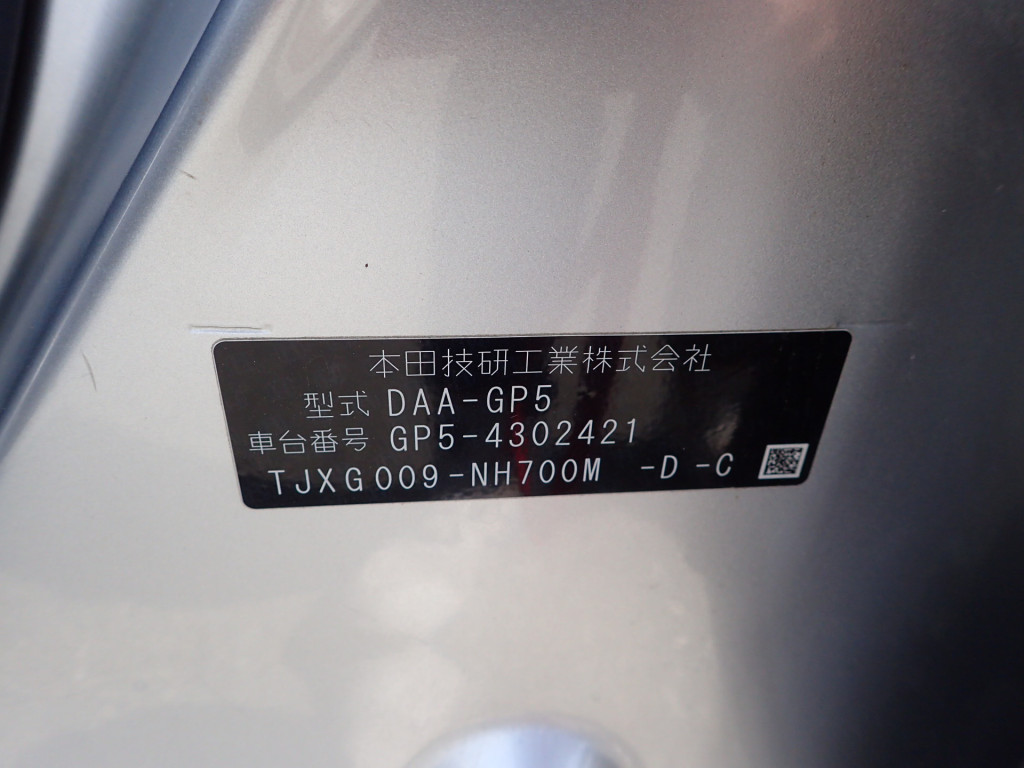 本田技研工業株式会社
型式 DAA-GP5
車台番号 GP5-4302421
TJXG009-NH700M -D -C